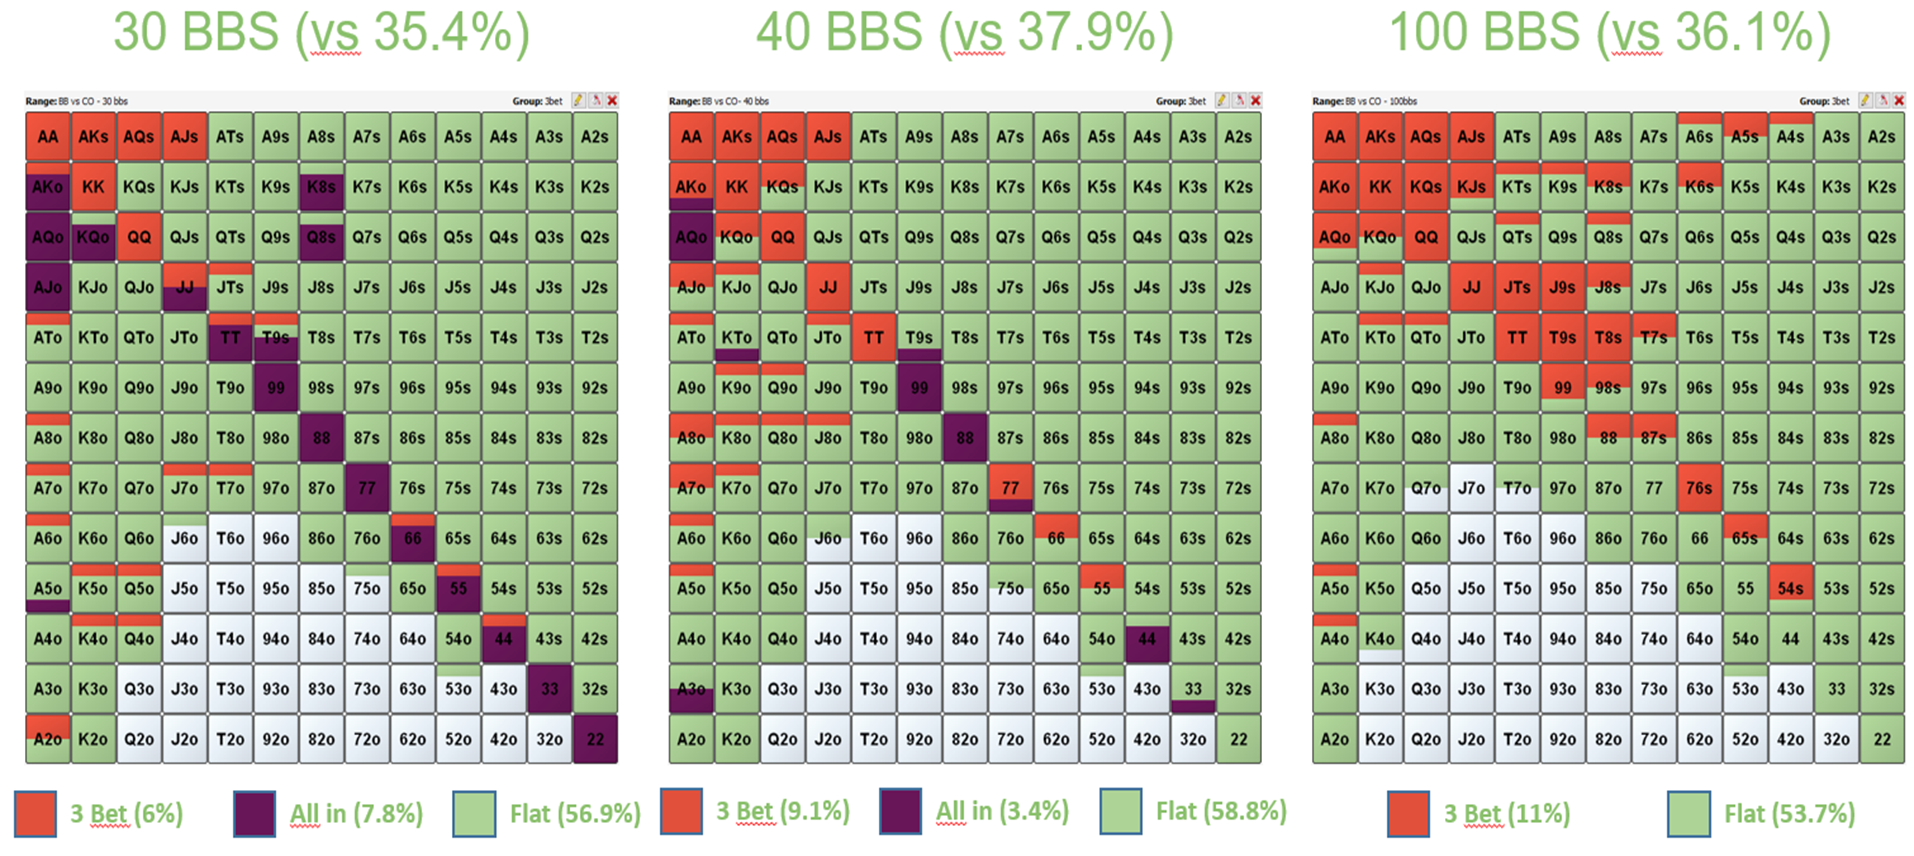 30 BBS (vs 35.4%)
Range: BB vs CO - 30 bbs Group: 3bet
AA AKs AQs AJs ATs A9s A8s A7s A6s A5s A4s A3s A2s
AKo KK KQs KJs KTs K9s K8s K7s K6s K5s K4s K3s K2s
AQo KQo QQ QJs QTs Q9s Q8s Q7s Q6s Q5s Q4s Q3s Q2s
AJo KJo QJo JJ JTs J9s J8s J7s J6s J5s J4s J3s J2s
ATo KTo QTo JTo TT T9s T8s T7s T6s T5s T4s T3s T2s
A9o K9o Q9o J9o T9o 99 98s 97s 96s 95s 94s 93s 92s
A8o K8o Q8o J8o T8o 98o 88 87s 86s 85s 84s 83s 82s
A7o K7o Q7o J7o T7o 97o 87o 77 76s 75s 74s 73s 72s
A6o K6o Q6o J6o T6o 96o 86o 76o 66 65s 64s 63s 62s
A5o K5o Q5o J5o T5o 95o 85o 75o 65o 55 54s 53s 52s
A4o K4o Q4o J4o T4o 94o 84o 74o 64o 54o 44 43s 42s
A3o K3o Q3o J3o T3o 93o 83o 73o 63o 53o 43o 33 32s
A2o K2o Q2o J2o T2o 92o 82o 72o 62o 52o 42o 32o 22
3 Bet (6%) All in (7.8%) Flat (56.9%)
40 BBS (vs 37.9%)
Range: BB vs CO- 40 bbs Group: 3bet
AA AKs AQs AJs ATs A9s A8s A7s A6s A5s A4s A3s A2s
AKo KK KQs KJs KTs K9s K8s K7s K6s K5s K4s K3s K2s
AQo KQo QQ QJs QTs Q9s Q8s Q7s Q6s Q5s Q4s Q3s Q2s
AJo KJo QJo JJ JTs J9s J8s J7s J6s J5s J4s J3s J2s
ATo KTo QTo JTo TT T9s T8s T7s T6s T5s T4s T3s T2s
A9o K9o Q9o J9o T9o 99 98s 97s 96s 95s 94s 93s 92s
A8o K8o Q8o J8o T8o 98o 88 87s 86s 85s 84s 83s 82s
A7o K7o Q7o J7o T7o 97o 87o 77 76s 75s 74s 73s 72s
A6o K6o Q6o J6o T6o 96o 86o 76o 66 65s 64s 63s 62s
A5o K5o Q5o J5o T5o 95o 85o 75o 65o 55 54s 53s 52s
A4o K4o Q4o J4o T4o 94o 84o 74o 64o 54o 44 43s 42s
A3o K3o Q3o J3o T3o 93o 83o 73o 63o 53o 43o 33 32s
A2o K2o Q2o J2o T2o 92o 82o 72o 62o 52o 42o 32o 22
3 Bet (9.1%) All in (3.4%) Flat (58.8%)
100 BBS (vs 36.1%)
Range: BB vs CO - 100bbs Group: 3bet
AA AKs AQs AJs ATs A9s A8s A7s A6s A5s A4s A3s A2s
AKo KK KQs KJs KTs K9s K8s K7s K6s K5s K4s K3s K2s
AQo KQo QQ QJs QTs Q9s Q8s Q7s Q6s Q5s Q4s Q3s Q2s
AJo KJo QJo JJ JTs J9s J8s J7s J6s J5s J4s J3s J2s
ATo KTo QTo JTo TT T9s T8s T7s T6s T5s T4s T3s T2s
A9o K9o Q9o J9o T9o 99 98s 97s 96s 95s 94s 93s 92s
A8o K8o Q8o J8o T8o 98o 88 87s 86s 85s 84s 83s 82s
A7o K7o Q7o J7o T7o 97o 87o 77 76s 75s 74s 73s 72s
A6o K6o Q6o J6o T6o 96o 86o 76o 66 65s 64s 63s 62s
A5o K5o Q5o J5o T5o 95o 85o 75o 65o 55 54s 53s 52s
A4o K4o Q4o J4o T4o 94o 84o 74o 64o 54o 44 43s 42s
A3o K3o Q3o J3o T3o 93o 83o 73o 63o 53o 43o 33 32s
A2o K2o Q2o J2o T2o 92o 82o 72o 62o 52o 42o 32o 22
3 Bet (11%) Flat (53.7%)